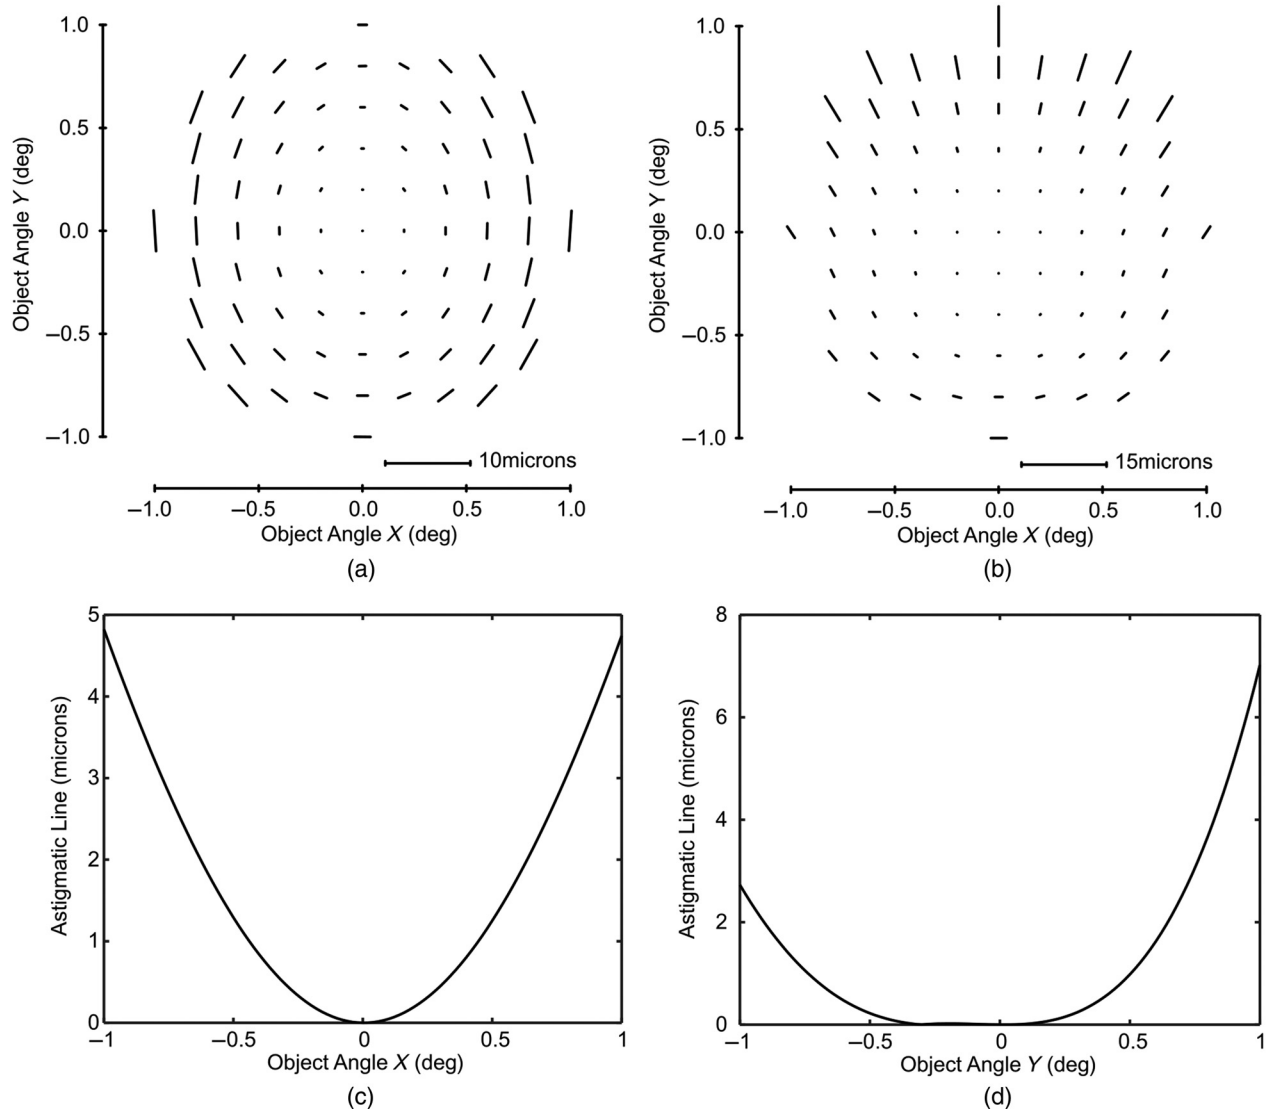 1.0
0.5
0.0
–0.5
–1.0
Object Angle Y (deg)
10microns
–1.0 –0.5 0.0 0.5 1.0
Object Angle X (deg)
(a)
1.0
0.5
0.0
–0.5
–1.0
Object Angle Y (deg)
15microns
–1.0 –0.5 0.0 0.5 1.0
Object Angle X (deg)
(b)
5
4
3
2
1
0
Astigmatic Line (microns)
–1 –0.5 0 0.5 1
Object Angle X (deg)
(c)
8
6
4
2
0
Astigmatic Line (microns)
–1 –0.5 0 0.5 1
Object Angle Y (deg)
(d)